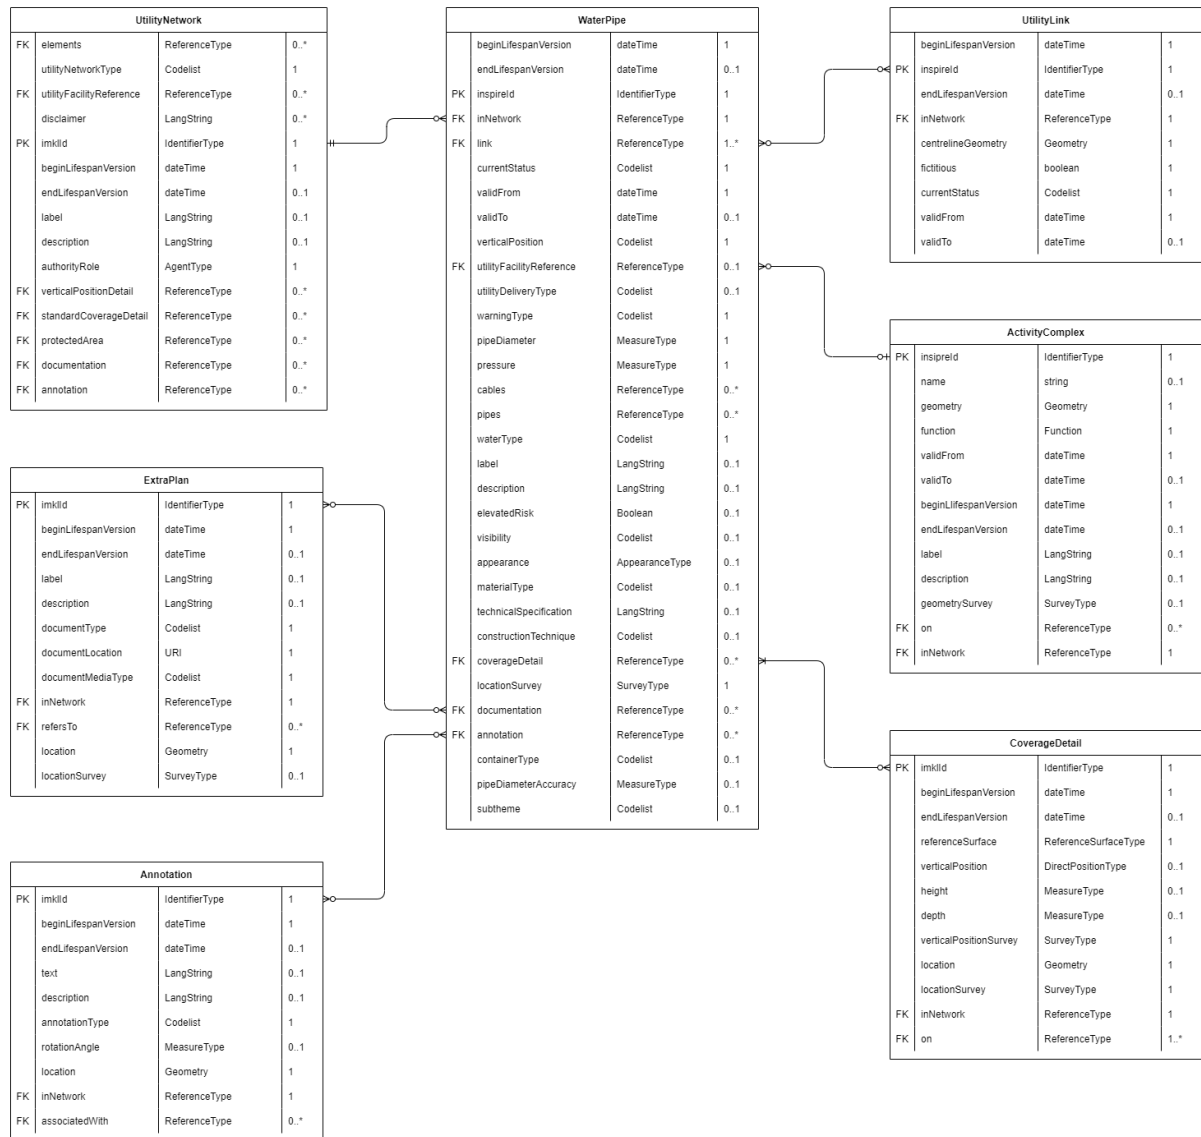 UtilityNetwork
FK elements ReferenceType 0..*
utilityNetworkType Codelist 1
FK utilityFacilityReference ReferenceType 0..*
disclaimer LangString 0..*
PK imklId IdentifierType 1
beginLifespanVersion dateTime 1
endLifespanVersion dateTime 0..1
label LangString 0..1
description LangString 0..1
authorityRole AgentType 1
FK verticalPositionDetail ReferenceType 0..*
FK standardCoverageDetail ReferenceType 0..*
FK protectedArea ReferenceType 0..*
FK documentation ReferenceType 0..*
FK annotation ReferenceType 0..*
ExtraPlan
PK imklId IdentifierType 1
beginLifespanVersion dateTime 1
endLifespanVersion dateTime 0..1
label LangString 0..1
description LangString 0..1
documentType Codelist 1
documentLocation URI 1
documentMediaType Codelist 1
FK inNetwork ReferenceType 1
FK refersTo ReferenceType 0..*
location Geometry 1
locationSurvey SurveyType 0..1
Annotation
PK imklId IdentifierType 1
beginLifespanVersion dateTime 1
endLifespanVersion dateTime 0..1
text LangString 0..1
description LangString 0..1
annotationType Codelist 1
rotationAngle MeasureType 0..1
location Geometry 1
FK inNetwork ReferenceType 1
FK associatedWith ReferenceType 0..*
WaterPipe
beginLifespanVersion dateTime 1
endLifespanVersion dateTime 0..1
PK inspireId IdentifierType 1
FK inNetwork ReferenceType 1
FK link ReferenceType 1..*
currentStatus Codelist 1
validFrom dateTime 1
validTo dateTime 0..1
verticalPosition Codelist 1
FK utilityFacilityReference ReferenceType 0..1
utilityDeliveryType Codelist 0..1
warningType Codelist 1
pipeDiameter MeasureType 1
pressure MeasureType 1
cables ReferenceType 0..*
pipes ReferenceType 0..*
waterType Codelist 1
label LangString 0..1
description LangString 0..1
elevatedRisk Boolean 0..1
visibility Codelist 0..1
appearance AppearanceType 0..1
materialType Codelist 0..1
technicalSpecification LangString 0..1
constructionTechnique Codelist 0..1
FK coverageDetail ReferenceType 0..*
locationSurvey SurveyType 1
FK documentation ReferenceType 0..*
FK annotation ReferenceType 0..*
containerType Codelist 0..1
pipeDiameterAccuracy MeasureType 0..1
subtheme Codelist 0..1
UtilityLink
beginLifespanVersion dateTime 1
PK inspireId IdentifierType 1
endLifespanVersion dateTime 0..1
FK inNetwork ReferenceType 1
centrelineGeometry Geometry 1
fictitious boolean 1
currentStatus Codelist 1
validFrom dateTime 1
validTo dateTime 0..1
ActivityComplex
PK insipreId IdentifierType 1
name string 0..1
geometry Geometry 1
function Function 1
validFrom dateTime 1
validTo dateTime 0..1
beginLlifespanVersion dateTime 1
endLifespanVersion dateTime 0..1
label LangString 0..1
description LangString 0..1
geometrySurvey SurveyType 0..1
FK on ReferenceType 0..*
FK inNetwork ReferenceType 1
CoverageDetail
PK imklId IdentifierType 1
beginLifespanVersion dateTime 1
endLifespanVersion dateTime 0..1
referenceSurface ReferenceSurfaceType 1
verticalPosition DirectPositionType 0..1
height MeasureType 0..1
depth MeasureType 0..1
verticalPositionSurvey SurveyType 1
location Geometry 1
locationSurvey SurveyType 1
FK inNetwork ReferenceType 1
FK on ReferenceType 1..*